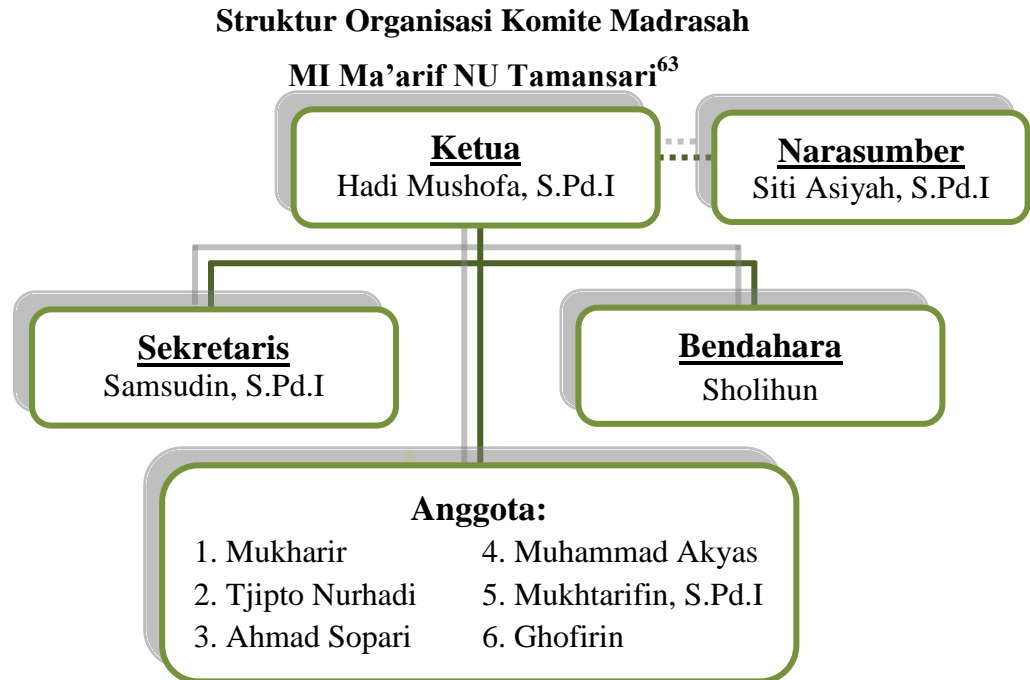 Struktur Organisasi Komite Madrasah
MI Ma’arif NU Tamansari63
Ketua
Hadi Mushofa, S.Pd.I
Narasumber
Siti Asiyah, S.Pd.I
Sekretaris
Samsudin, S.Pd.I
Bendahara
Sholihun
Anggota:
1. Mukharir
2. Tjipto Nurhadi
3. Ahmad Sopari
4. Muhammad Akyas
5. Mukhtarifin, S.Pd.I
6. Ghofirin